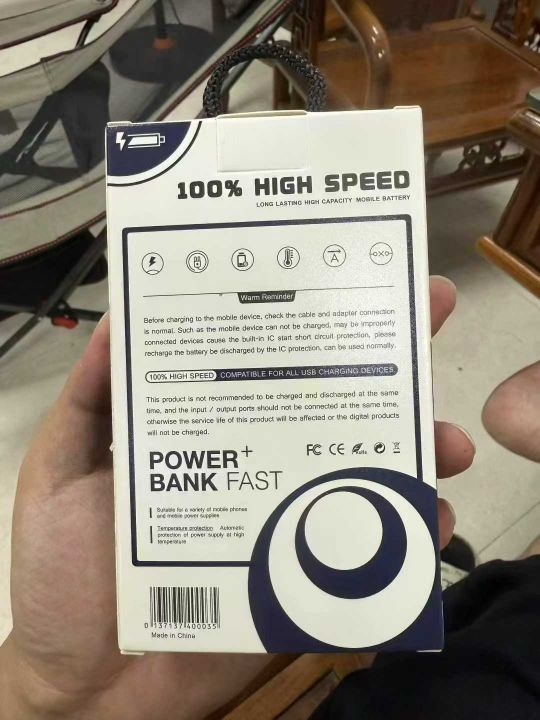 100% HIGH SPEED
LONG LASTING HIGH CAPACITY MOBILE BATTERY
A
Warm Reminder
Before charging to the mobile device, check the cable and adapter connection
is normal. Such as the mobile device can not be charged, may be improperly
connected devices cause the built-in IC start short circuit protection, please
recharge the battery be discharged by the IC protection, can be used normally.
100% HIGH SPEED COMPATIBLE FOR ALL USB CHARGING DEVICES
This product is not recommended to be charged and discharged at the same
time, and the input / output ports should not be connected at the same time,
otherwise the service life of this product will be affected or the digital products
will not be charged.
POWER+
BANK FAST
FC CE RoHS
Suitable for a variety of mobile phones
and mobile power supplies
Temperature protection Automatic
protection of power supply at high
temperature
0 137137 400035
Made in China